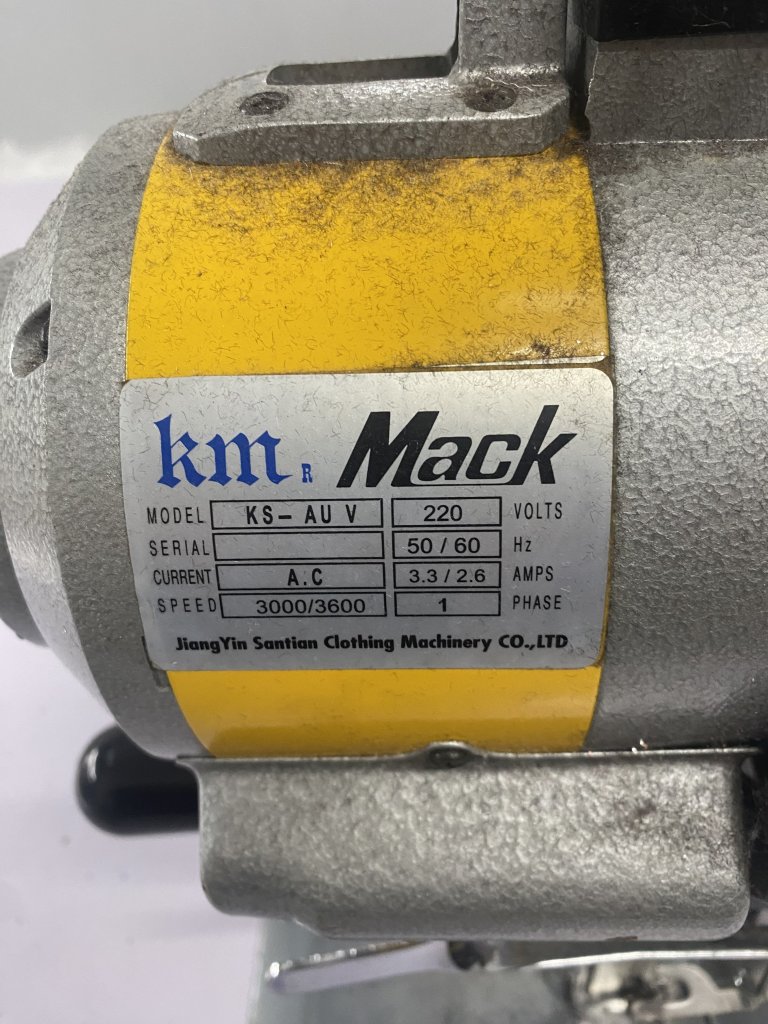 km R Mack
MODEL KS-AU V 220 VOLTS
SERIAL 50/60 Hz
CURRENT A.C 3.3/2.6 AMPS
SPEED 3000/3600 1 PHASE
JiangYin Santian Clothing Machinery CO.,LTD